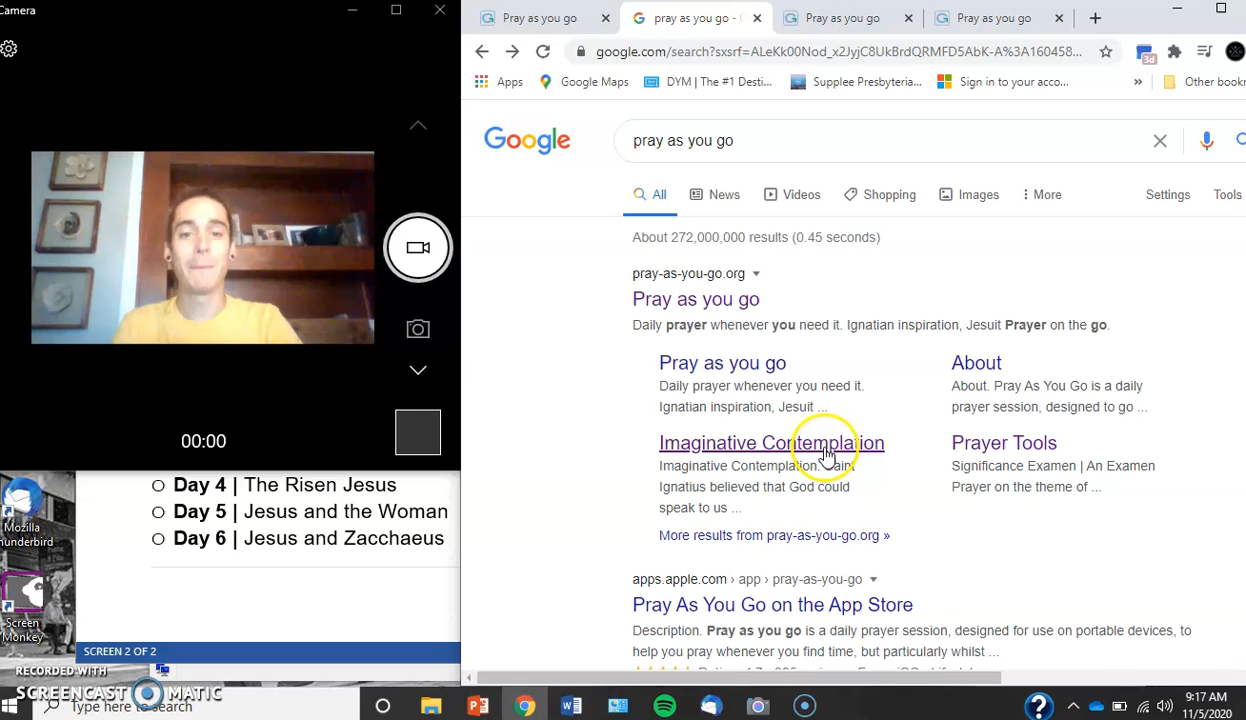 Camera
00:00
Day 4 | The Risen Jesus
Day 5 | Jesus and the Woman
Day 6 | Jesus and Zacchaeus
Mozilla
hunderbird
Screen
Monkey
SCREEN 2 OF 2
RECORDED WITH
SCREENCAST MATIC
Type here to search
Pray as you go
pray as you go -
Pray as you go
Pray as you go
google.com/search?sxsrf=ALeKk00Nod_x2JyjC8UkBrdQRMFD5AbK-A%3A160458...
3d
Apps
Google Maps
DYM | The #1 Desti...
Supplee Presbyteria...
Sign in to your acco...
»
Other bookr
Google
pray as you go
All
News
Videos
Shopping
Images
More
Settings
Tools
About 272,000,000 results (0.45 seconds)
pray-as-you-go.org
Pray as you go
Daily prayer whenever you need it. Ignatian inspiration, Jesuit Prayer on the go.
Pray as you go
Daily prayer whenever you need it.
Ignatian inspiration, Jesuit ...
About
About. Pray As You Go is a daily
prayer session, designed to go ...
Imaginative Contemplation
Imaginative Contemplation. Saint
Ignatius believed that God could
speak to us ...
Prayer Tools
Significance Examen | An Examen
Prayer on the theme of ...
More results from pray-as-you-go.org »
apps.apple.com › app › pray-as-you-go
Pray As You Go on the App Store
Description. Pray as you go is a daily prayer session, designed for use on portable devices, to
help you pray whenever you find time, but particularly whilst ...
9:17 AM
11/5/2020